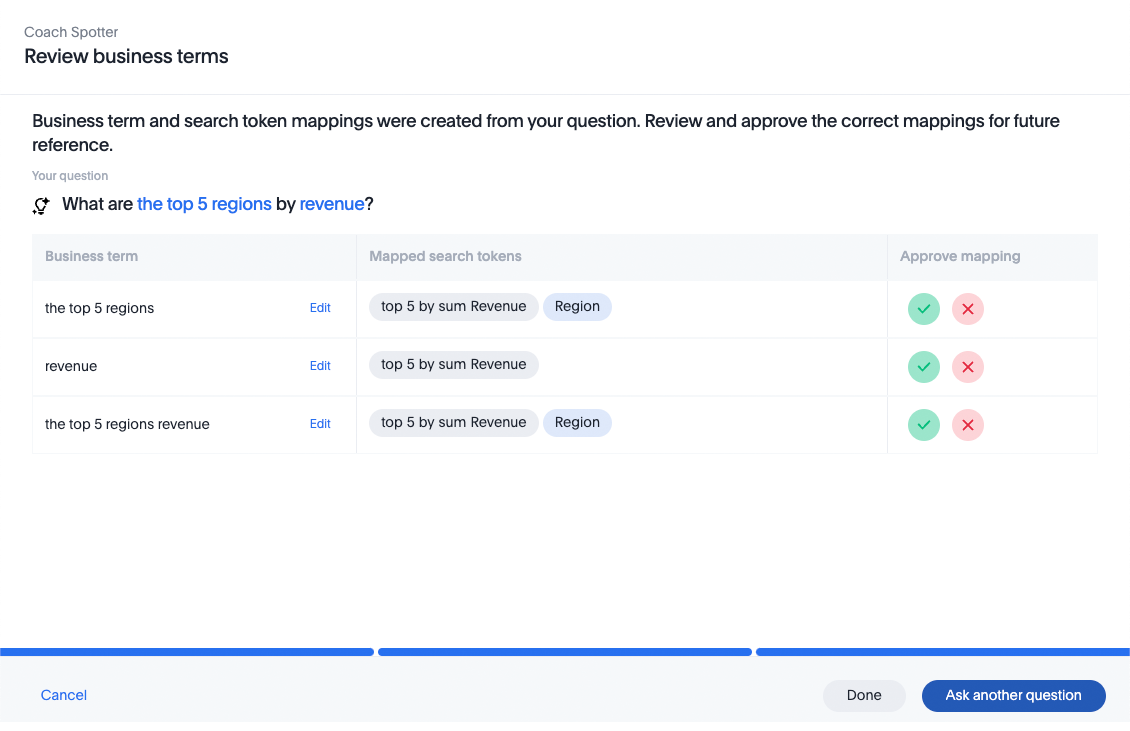 Coach Spotter
Review business terms
Business term and search token mappings were created from your question. Review and approve the correct mappings for future
reference.
Your question
What are the top 5 regions by revenue?
Business term Mapped search tokens Approve mapping
the top 5 regions Edit top 5 by sum Revenue Region
revenue Edit top 5 by sum Revenue
the top 5 regions revenue Edit top 5 by sum Revenue Region
Cancel Done Ask another question